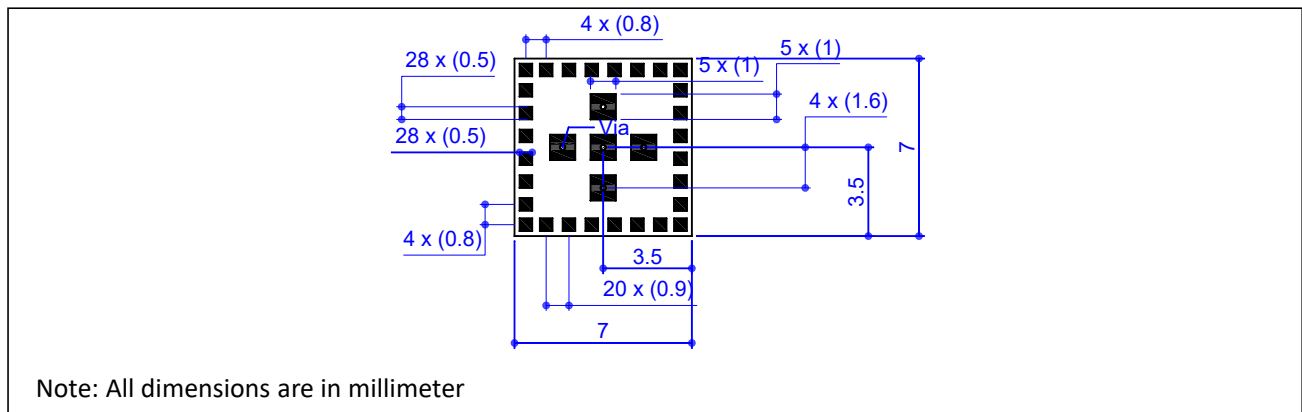 4 x (0.8)
5 x (1)
28 x (0.5)
5 x (1)
4 x (1.6)
Via
28 x (0.5)
7
3.5
4 x (0.8)
3.5
20 x (0.9)
7
Note: All dimensions are in millimeter